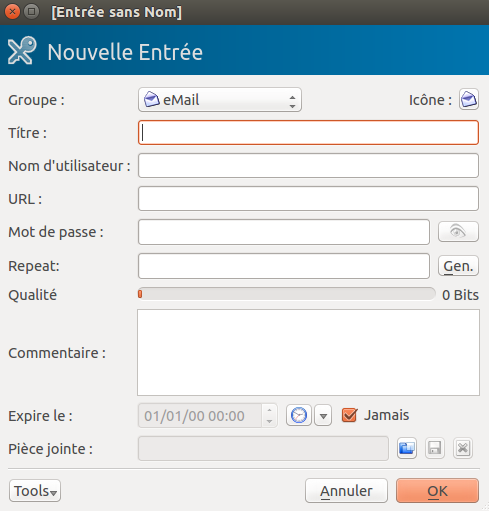 [Entrée sans Nom]
Nouvelle Entrée
Groupe : eMail Icône :
Títre :
Nom d'utilisateur :
URL :
Mot de passe :
Repeat: Gen.
Qualité 0 Bits
Commentaire :
Expire le : 01/01/00 00:00 Jamais
Pièce jointe :
Tools Annuler OK